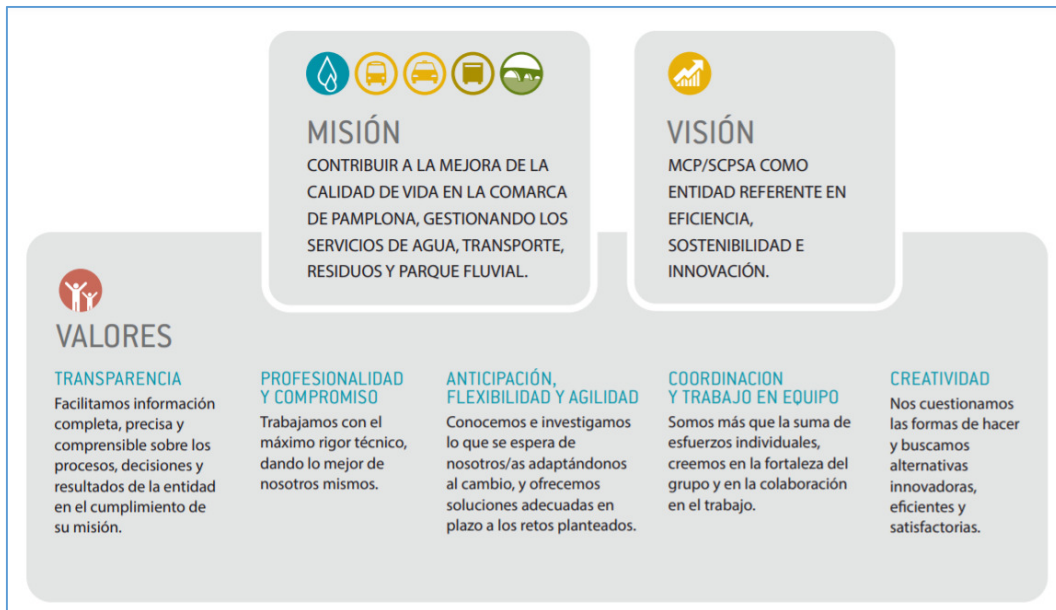 MISIÓN
CONTRIBUIR A LA MEJORA DE LA
CALIDAD DE VIDA EN LA COMARCA
DE PAMPLONA, GESTIONANDO LOS
SERVICIOS DE AGUA, TRANSPORTE,
RESIDUOS Y PARQUE FLUVIAL.
VISIÓN
MCP/SCPSA COMO
ENTIDAD REFERENTE EN
EFICIENCIA,
SOSTENIBILIDAD E
INNOVACIÓN.
VALORES
TRANSPARENCIA
Facilitamos información
completa, precisa y
comprensible sobre los
procesos, decisiones y
resultados de la entidad
en el cumplimiento de
su misión.
PROFESIONALIDAD
Y COMPROMISO
Trabajamos con el
máximo rigor técnico,
dando lo mejor de
nosotros mismos.
ANTICIPACIÓN,
FLEXIBILIDAD Y AGILIDAD
Conocemos e investigamos
lo que se espera de
nosotros/as adaptándonos
al cambio, y ofrecemos
soluciones adecuadas en
plazo a los retos planteados.
COORDINACION
Y TRABAJO EN EQUIPO
Somos más que la suma de
esfuerzos individuales,
creemos en la fortaleza del
grupo y en la colaboración
en el trabajo.
CREATIVIDAD
Nos cuestionamos
las formas de hacer
y buscamos
alternativas
innovadoras,
eficientes y
satisfactorias.